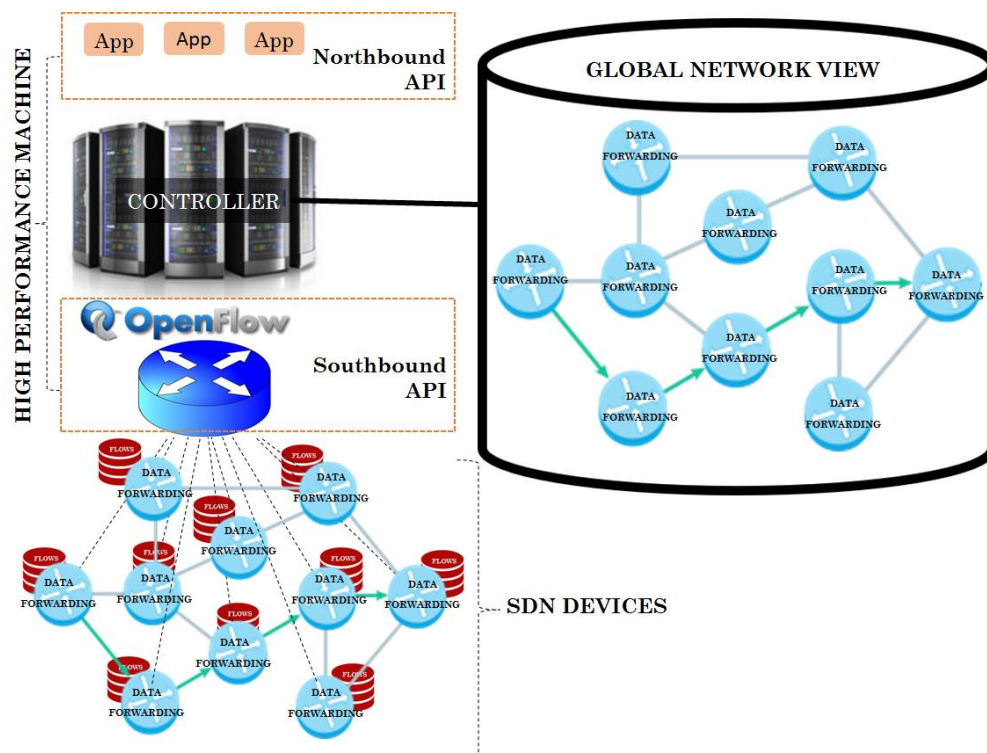 App
App
App
Northbound
API
HIGH PERFORMANCE MACHINE
CONTROLLER
OpenFlow
Southbound
API
GLOBAL NETWORK VIEW
DATA
FORWARDING
DATA
FORWARDING
DATA
FORWARDING
DATA
FORWARDING
DATA
FORWARDING
DATA
FORWARDING
DATA
FORWARDING
DATA
FORWARDING
DATA
FORWARDING
DATA
FORWARDING
FLOWS
DATA
FORWARDING
FLOWS
DATA
FORWARDING
FLOWS
DATA
FORWARDING
FLOWS
DATA
FORWARDING
FLOWS
DATA
FORWARDING
FLOWS
DATA
FORWARDING
FLOWS
DATA
FORWARDING
FLOWS
DATA
FORWARDING
FLOWS
DATA
FORWARDING
FLOWS
DATA
FORWARDING
SDN DEVICES